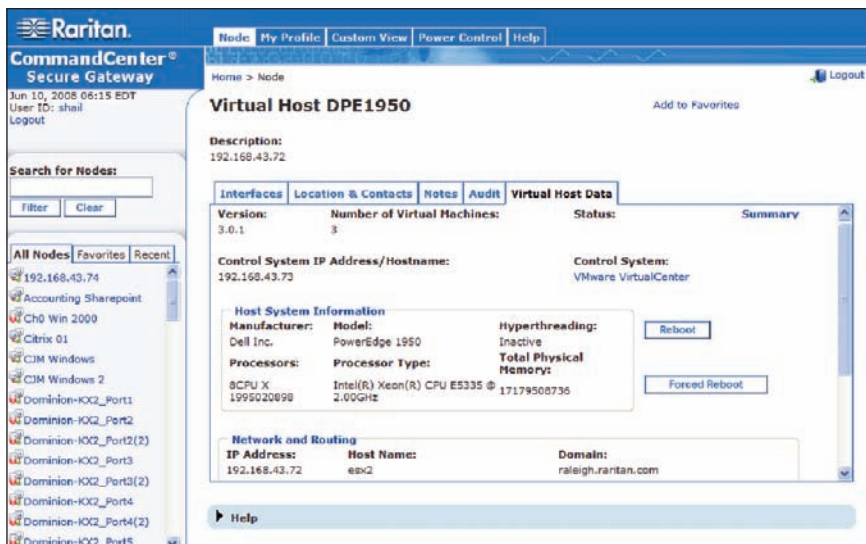 Raritan.
CommandCenter®
Secure Gateway
Jun 10, 2008 06:15 EDT
User ID: shail
Logout
Search for Nodes:
Filter Clear
All Nodes Favorites Recent
192.168.43.74
Accounting Sharepoint
Ch0 Win 2000
Citrix 01
CJM Windows
CJM Windows 2
Dominion-KX2_Port1
Dominion-KX2_Port2
Dominion-KX2_Port2(2)
Dominion-KX2_Port3
Dominion-KX2_Port3(2)
Dominion-KX2_Port4
Dominion-KX2_Port4(2)
Dominion-KX2_Port5
Node My Profile Custom View Power Control Help
Home > Node
Logout
Virtual Host DPE1950
Add to Favorites
Description:
192.168.43.72
Interfaces Location & Contacts Notes Audit Virtual Host Data
Version: Number of Virtual Machines: Status: Summary
3.0.1 3
Control System IP Address/Hostname: Control System:
192.168.43.73 VMware VirtualCenter
Host System Information
Manufacturer: Model: Hyperthreading:
Dell Inc. PowerEdge 1950 Inactive
Reboot
Processors: Processor Type: Total Physical Memory:
8CPU X 1995020898 Intel(R) Xeon(R) CPU E5335 @ 2.00GHz 17179508736
Forced Reboot
Network and Routing
IP Address: Host Name: Domain:
192.168.43.72 esx2 raleigh.raritan.com
Help